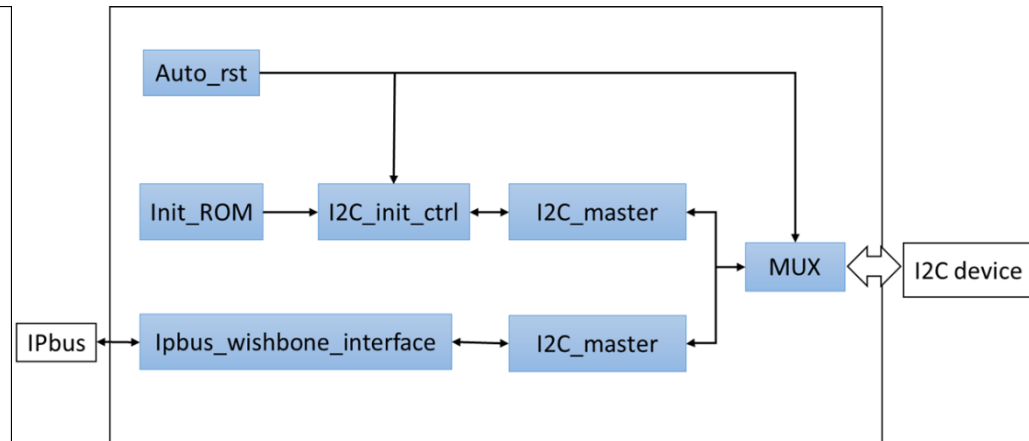 Auto_rst
Init_ROM
I2C_init_ctrl
I2C_master
MUX
I2C device
IPbus
Ipbus_wishbone_interface
I2C_master